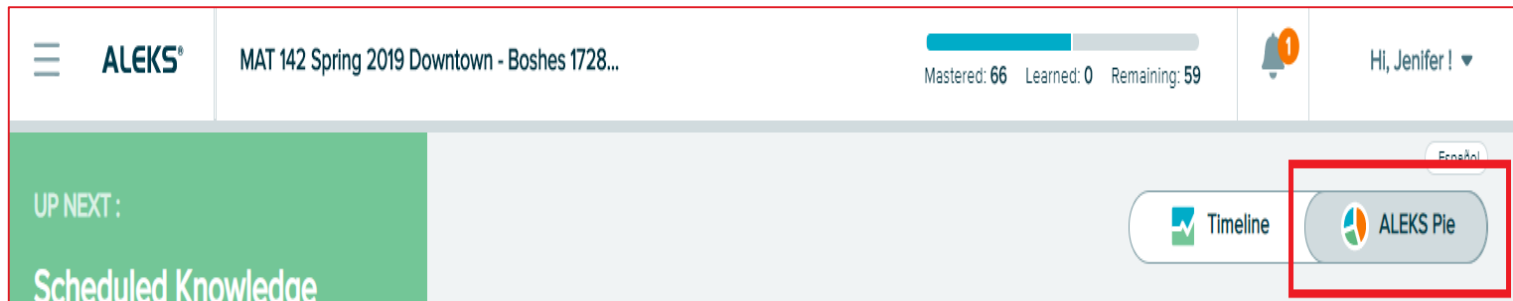 ALEKS®
MAT 142 Spring 2019 Downtown - Boshes 1728...
Mastered: 66 Learned: 0 Remaining: 59
1
Hi, Jenifer !
Español
UP NEXT :
Timeline
ALEKS Pie
Scheduled Knowledge